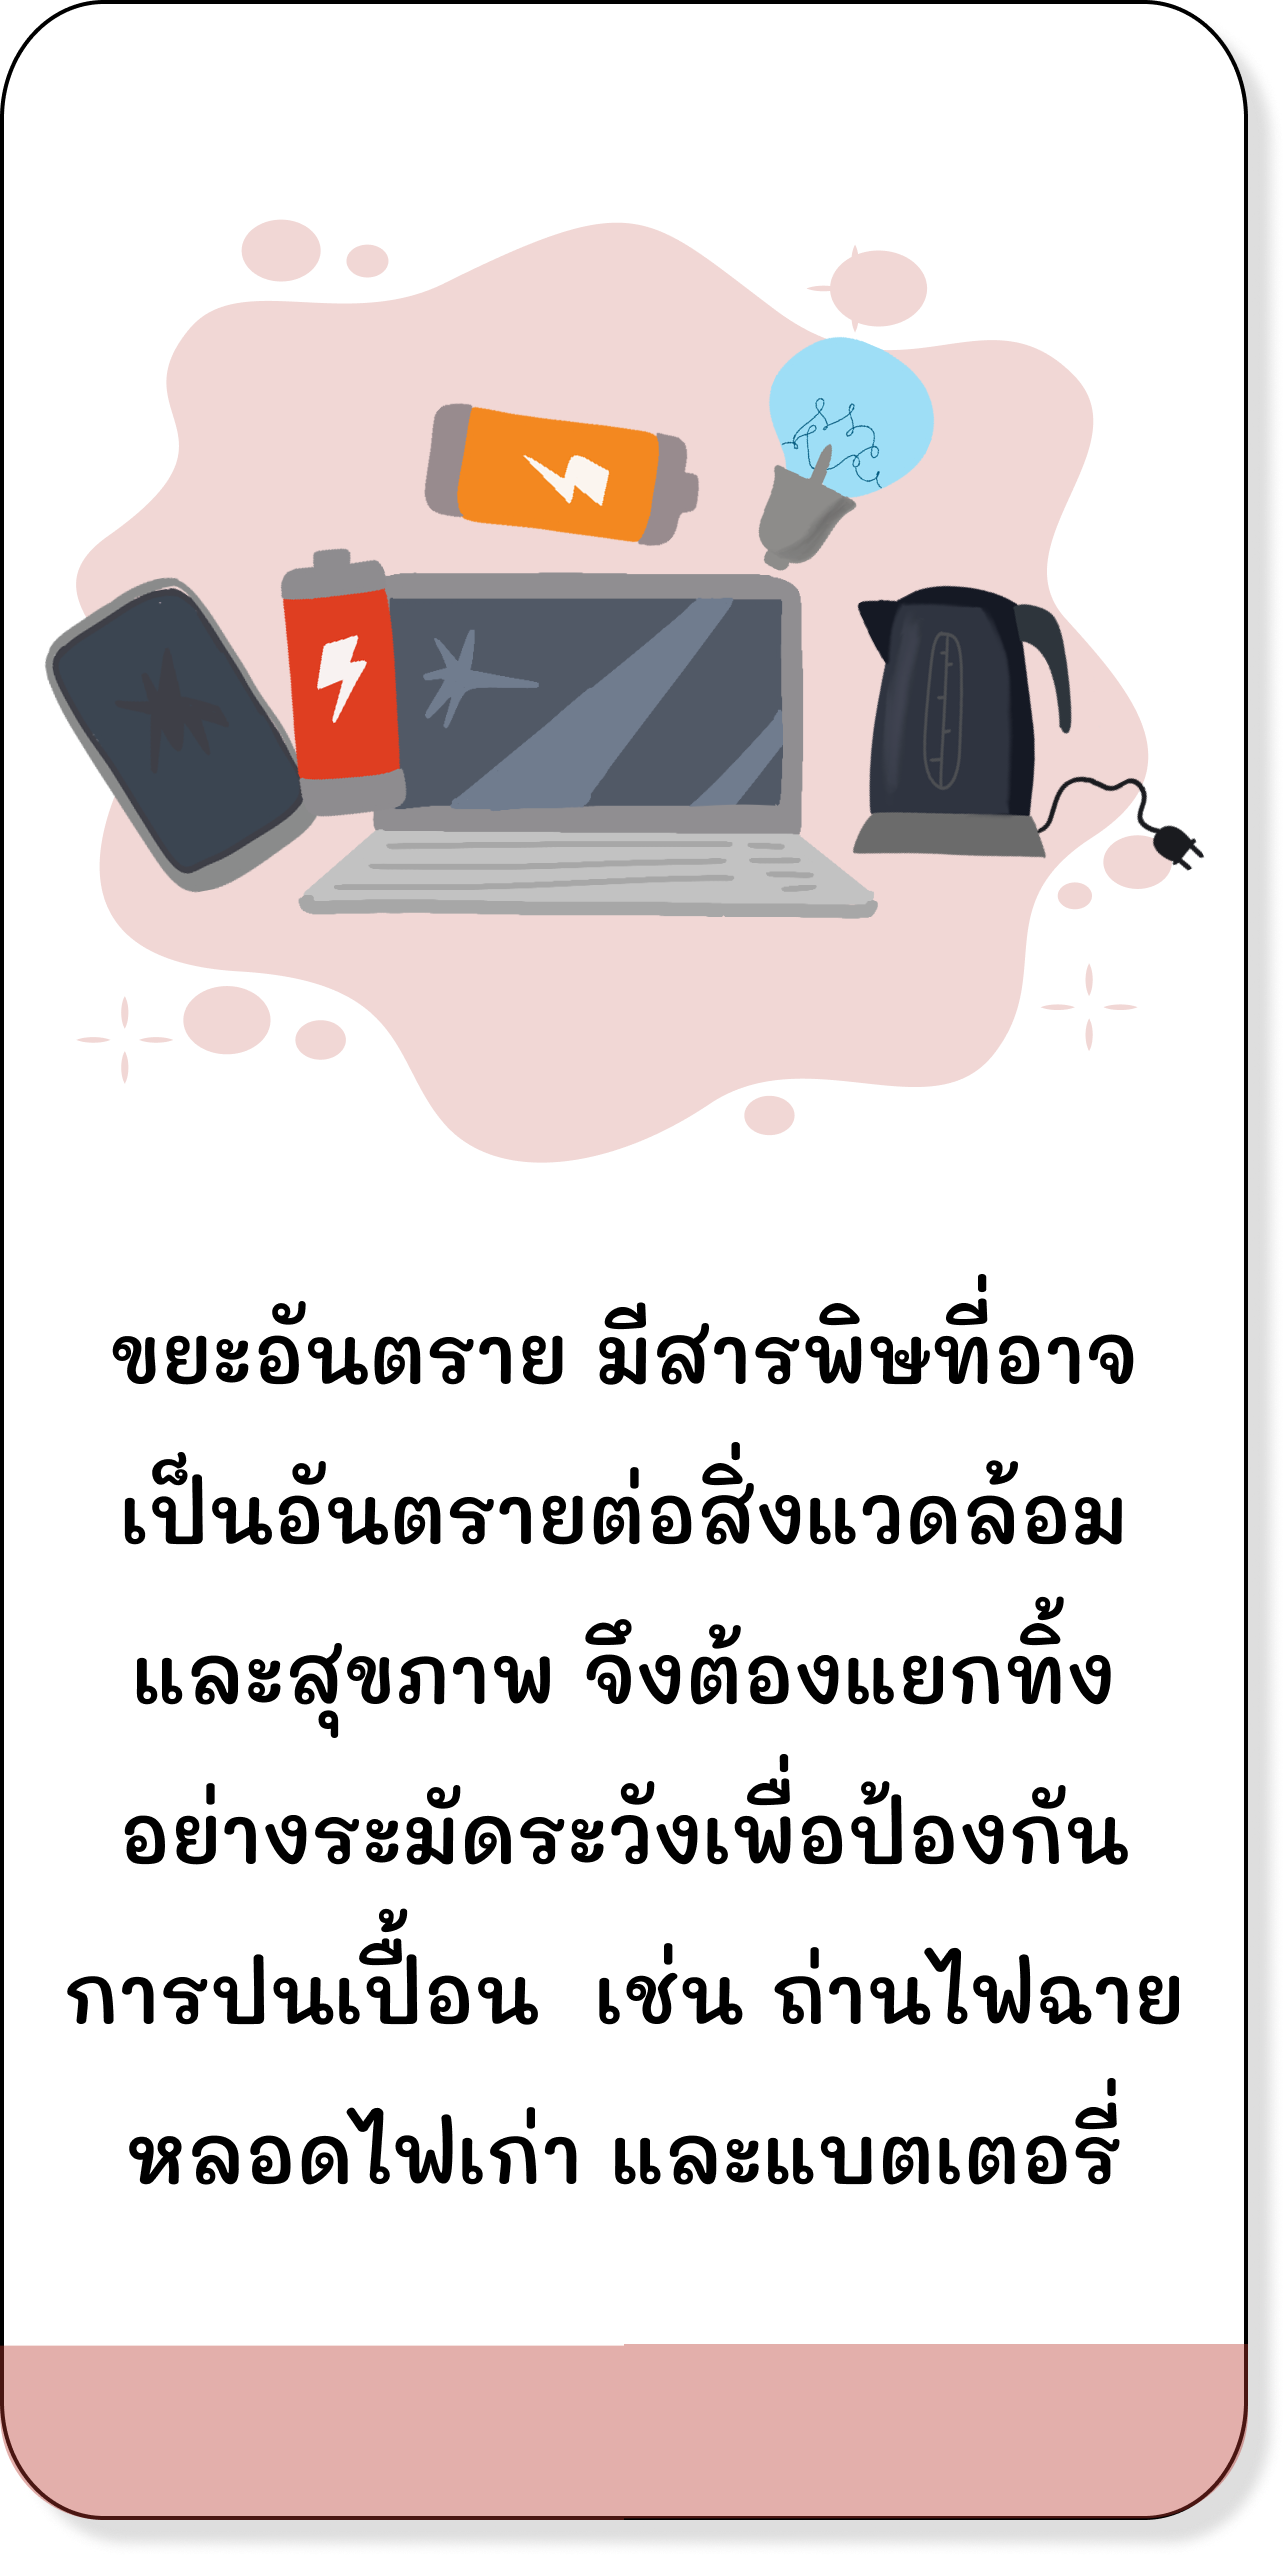 ขยะอันตราย มีสารพิษที่อาจ
เป็นอันตรายต่อสิ่งแวดล้อม
และสุขภาพ จึงต้องแยกทิ้ง
อย่างระมัดระวังเพื่อป้องกัน
การปนเปื้อน เช่น ถ่านไฟฉาย
หลอดไฟเก่า และแบตเตอรี่